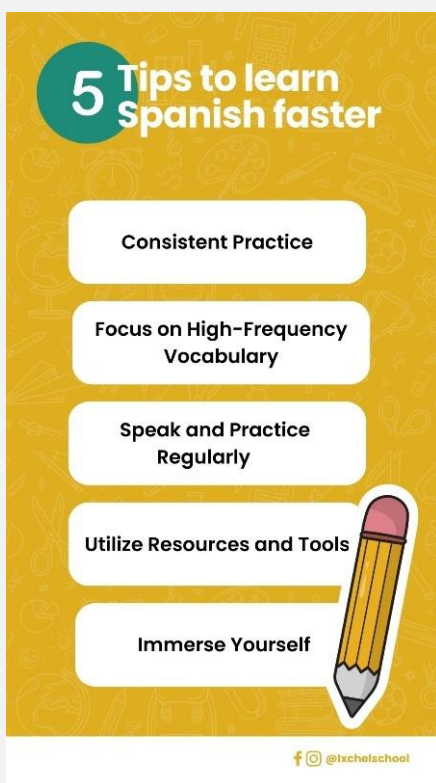 5 Tips to learn
Spanish faster
Consistent Practice
Focus on High-Frequency
Vocabulary
Speak and Practice
Regularly
Utilize Resources and Tools
Immerse Yourself
@Ixchelschool